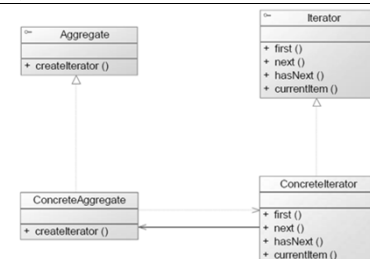 Aggregate
+ createIterator ()
Iterator
+ first ()
+ next ()
+ hasNext ()
+ currentItem ()
ConcreteAggregate
+ createIterator ()
ConcreteIterator
+ first ()
+ next ()
+ hasNext ()
+ currentItem ()